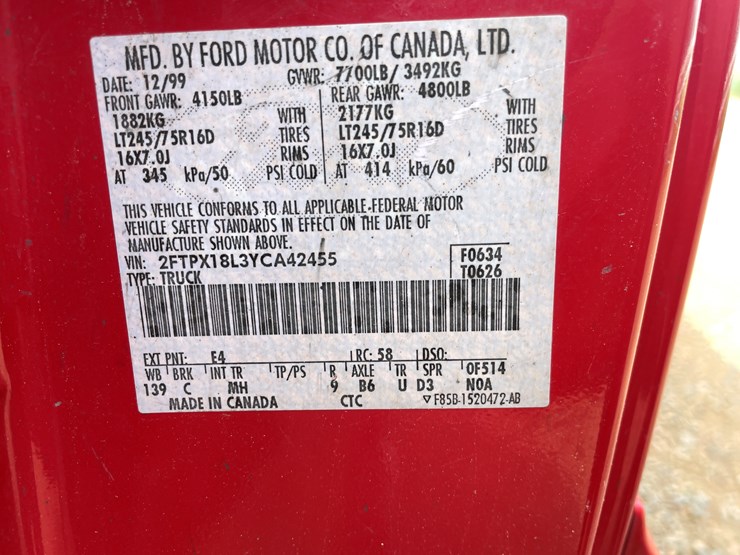 MFD. BY FORD MOTOR CO. OF CANADA, LTD.
DATE: 12/99 GVWR: 7700LB/ 3492KG
FRONT GAWR: 4150LB REAR GAWR: 4800LB
1882KG WITH 2177KG WITH
LT245/75R16D TIRES LT245/75R16D TIRES
16X7.0J RIMS 16X7.0J RIMS
AT 345 kPa/50 PSI COLD AT 414 kPa/60 PSI COLD
THIS VEHICLE CONFORMS TO ALL APPLICABLE FEDERAL MOTOR
VEHICLE SAFETY STANDARDS IN EFFECT ON THE DATE OF
MANUFACTURE SHOWN ABOVE.
VIN: 2FTPX18L3YCA42455 F0634
TYPE: TRUCK T0626
EXT PNT: E4 RC: 58 DSO:
WB BRK INT TR TP/PS R AXLE TR SPR OF514
139 C MH 9 B6 U D3 N0A
MADE IN CANADA CTC ▽ F85B-1520472-AB